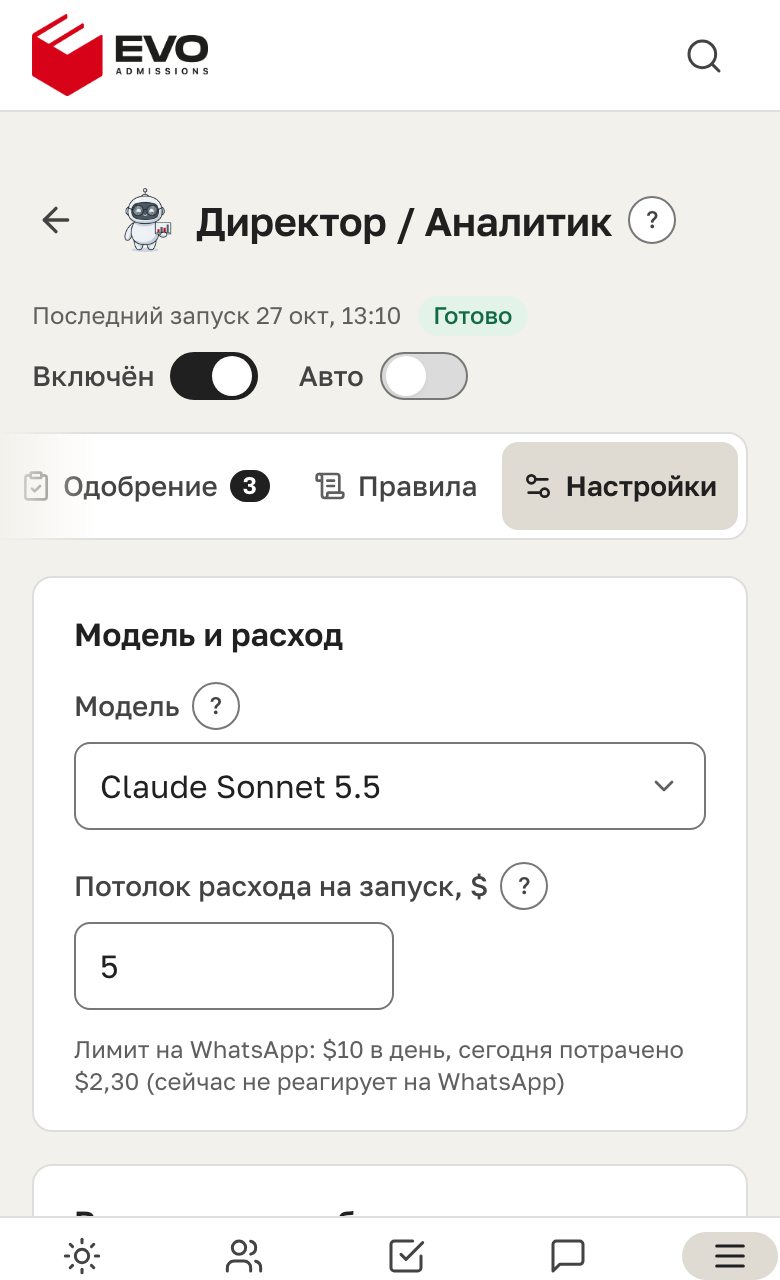 EVO
ADMISSIONS
Директор / Аналитик ?
Последний запуск 27 окт, 13:10 Готово
Включён Авто
Одобрение 3 Правила Настройки
Модель и расход
Модель ?
Claude Sonnet 5.5
Потолок расхода на запуск, $ ?
5
Лимит на WhatsApp: $10 в день, сегодня потрачено
$2,30 (сейчас не реагирует на WhatsApp)